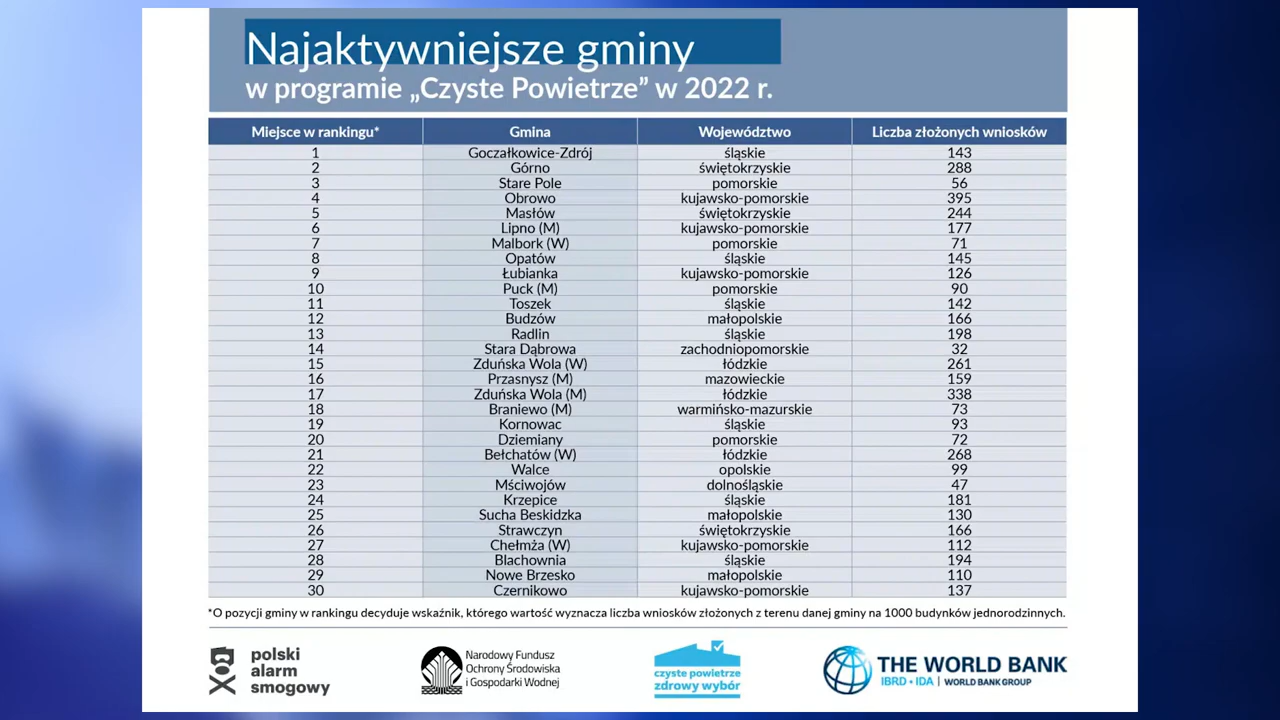 Najaktywniejsze gminy
w programie „Czyste Powietrze” w 2022 r.
Miejsce w rankingu* Gmina Województwo Liczba złożonych wniosków
1 Goczałkowice-Zdrój śląskie 143
2 Górno świętokrzyskie 288
3 Stare Pole pomorskie 56
4 Obrowo kujawsko-pomorskie 395
5 Masłów świętokrzyskie 244
6 Lipno (M) kujawsko-pomorskie 177
7 Malbork (W) pomorskie 71
8 Opatów śląskie 145
9 Łubianka kujawsko-pomorskie 126
10 Puck (M) pomorskie 90
11 Toszek śląskie 142
12 Budzów małopolskie 166
13 Radlin śląskie 198
14 Stara Dąbrowa zachodniopomorskie 32
15 Zduńska Wola (W) łódzkie 261
16 Przasnysz (M) mazowieckie 159
17 Zduńska Wola (M) łódzkie 338
18 Braniewo (M) warmińsko-mazurskie 73
19 Kornowac śląskie 93
20 Dziemiany pomorskie 72
21 Bełchatów (W) łódzkie 268
22 Walce opolskie 99
23 Mściwojów dolnośląskie 47
24 Krzepice śląskie 181
25 Sucha Beskidzka małopolskie 130
26 Strawczyn świętokrzyskie 166
27 Chełmża (W) kujawsko-pomorskie 112
28 Blachownia śląskie 194
29 Nowe Brzesko małopolskie 110
30 Czernikowo kujawsko-pomorskie 137
*O pozycji gminy w rankingu decyduje wskaźnik, którego wartość wyznacza liczba wniosków złożonych z terenu danej gminy na 1000 budynków jednorodzinnych.
polski
alarm
smogowy
Narodowy Fundusz
Ochrony Środowiska
i Gospodarki Wodnej
czyste powietrze
zdrowy wybór
THE WORLD BANK
IBRD • IDA | WORLD BANK GROUP